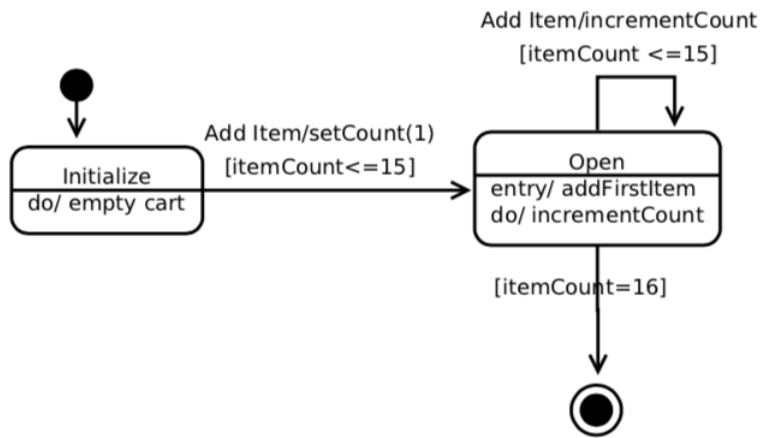 Add Item/incrementCount
[itemCount <=15]
Add Item/setCount(1)
[itemCount<=15]
Initialize
do/ empty cart
Open
entry/ addFirstItem
do/ incrementCount
[itemCount=16]